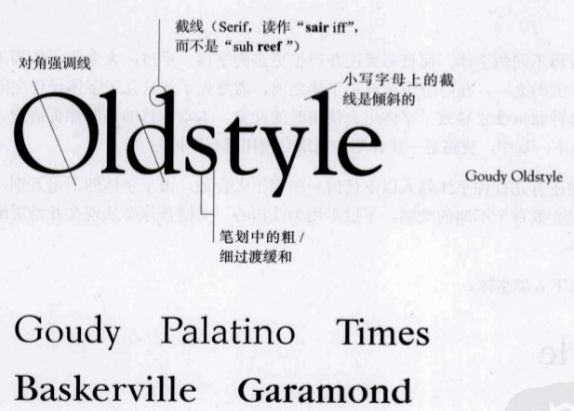 截线（Serif，读作“sair iff”，
而不是“suh reef ”）
对角强调线
小写字母上的截
线是倾斜的
Oldstyle
Goudy Oldstyle
笔划中的粗 /
细过渡缓和
Goudy Palatino Times
Baskerville Garamond